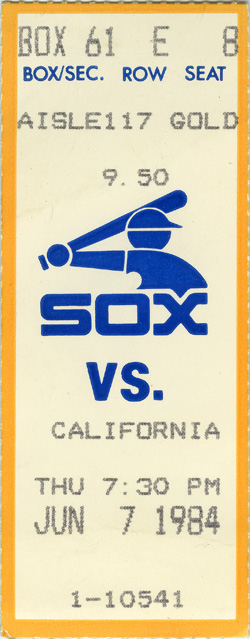 BOX 61 E 8
BOX/SEC. ROW SEAT
AISLE117 GOLD
9.50
SOX
VS.
CALIFORNIA
THU 7:30 PM
JUN 7 1984
1-10541